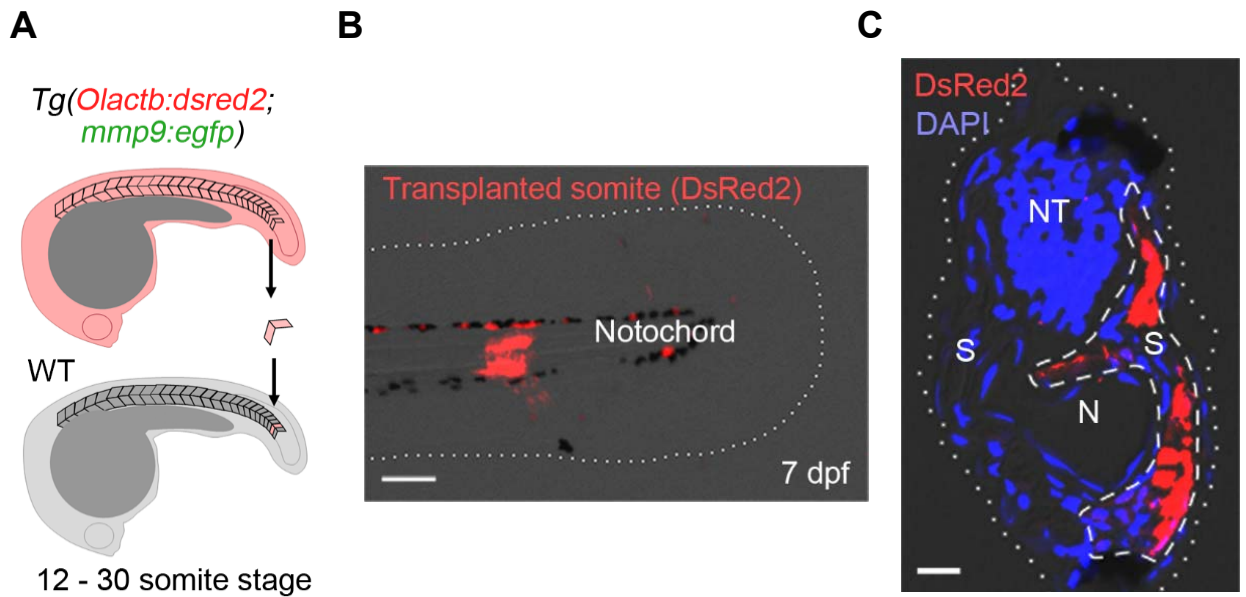 A
Tg(Olactb:dsred2;
mmp9:egfp)
WT
12 - 30 somite stage
B
Transplanted somite (DsRed2)
Notochord
7 dpf
C
DsRed2
DAPI
NT
S
S
N